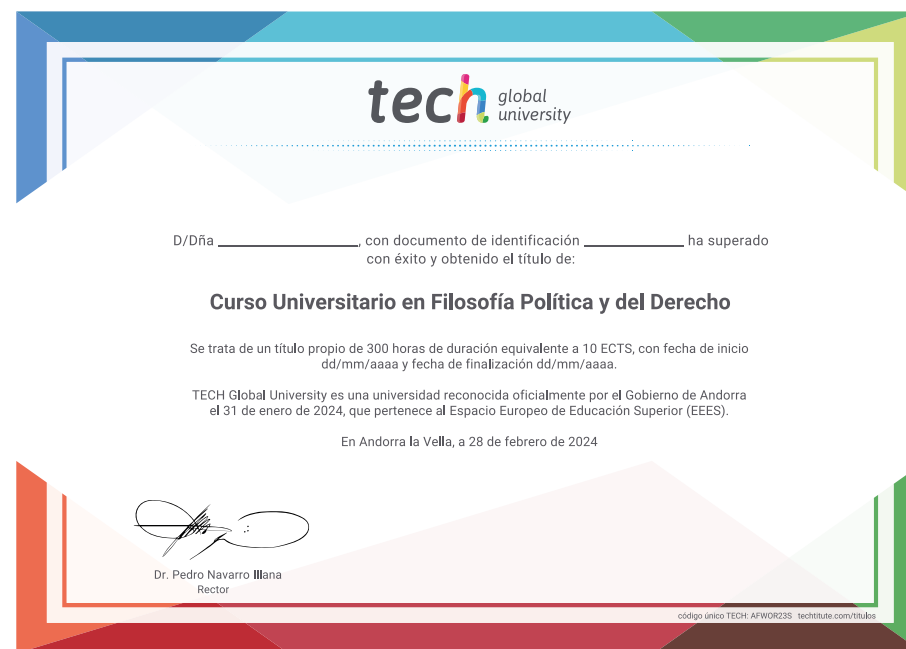 tech global
university
D/Dña ____________________, con documento de identificación ______________ ha superado
con éxito y obtenido el título de:
Curso Universitario en Filosofía Política y del Derecho
Se trata de un título propio de 300 horas de duración equivalente a 10 ECTS, con fecha de inicio
dd/mm/aaaa y fecha de finalización dd/mm/aaaa.
TECH Global University es una universidad reconocida oficialmente por el Gobierno de Andorra
el 31 de enero de 2024, que pertenece al Espacio Europeo de Educación Superior (EEES).
En Andorra la Vella, a 28 de febrero de 2024
Dr. Pedro Navarro Illana
Rector
código único TECH: AFWOR23S techtitute.com/titulos